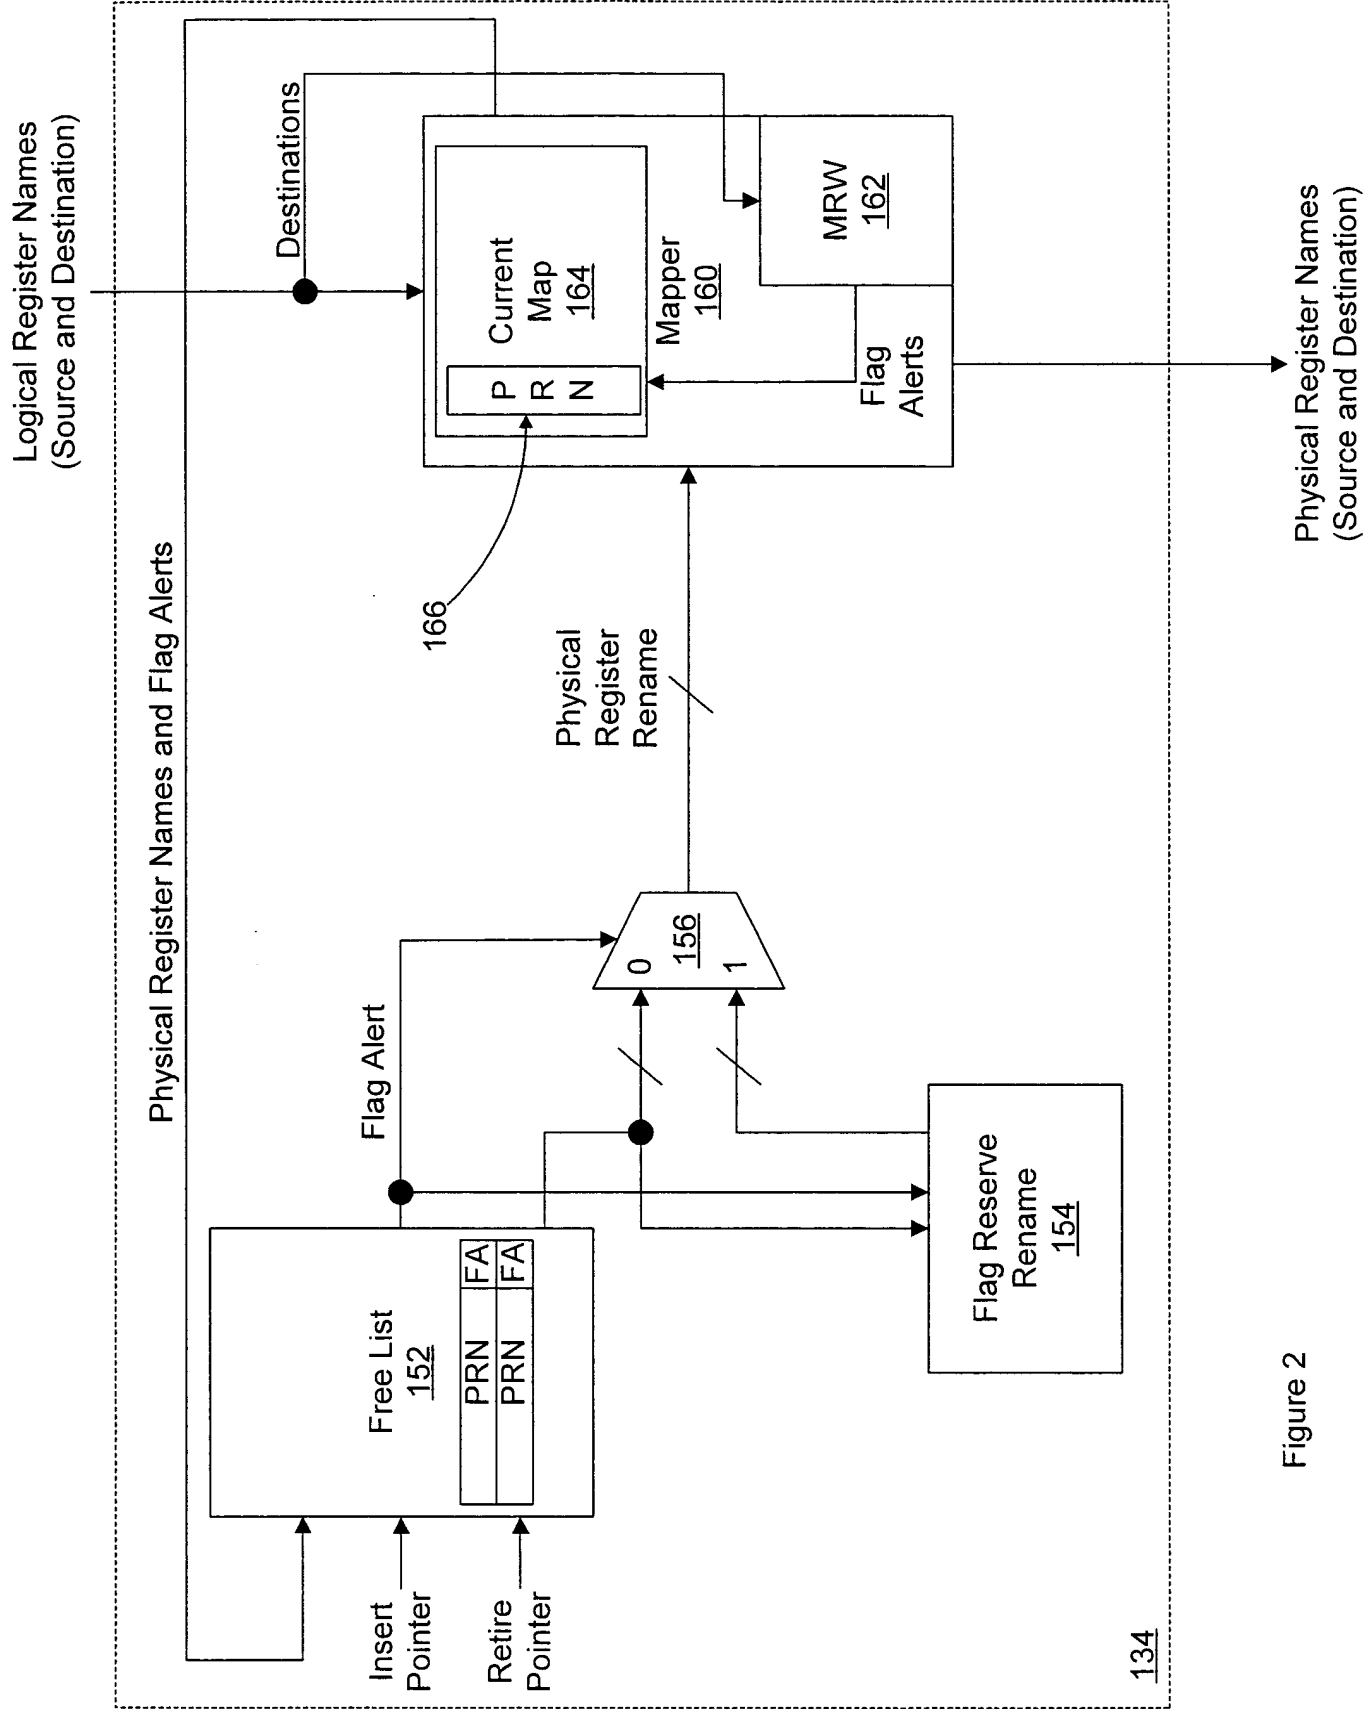 Logical Register Names
(Source and Destination)
Physical Register Names and Flag Alerts
Destinations
Insert
Pointer
Retire
Pointer
Free List
152
PRN FA
PRN FA
Flag Alert
0
1
156
Flag Reserve
Rename
154
Physical
Register
Rename
166
P
R
N
Current
Map
164
Mapper
160
MRW
162
Flag
Alerts
134
Physical Register Names
(Source and Destination)
Figure 2